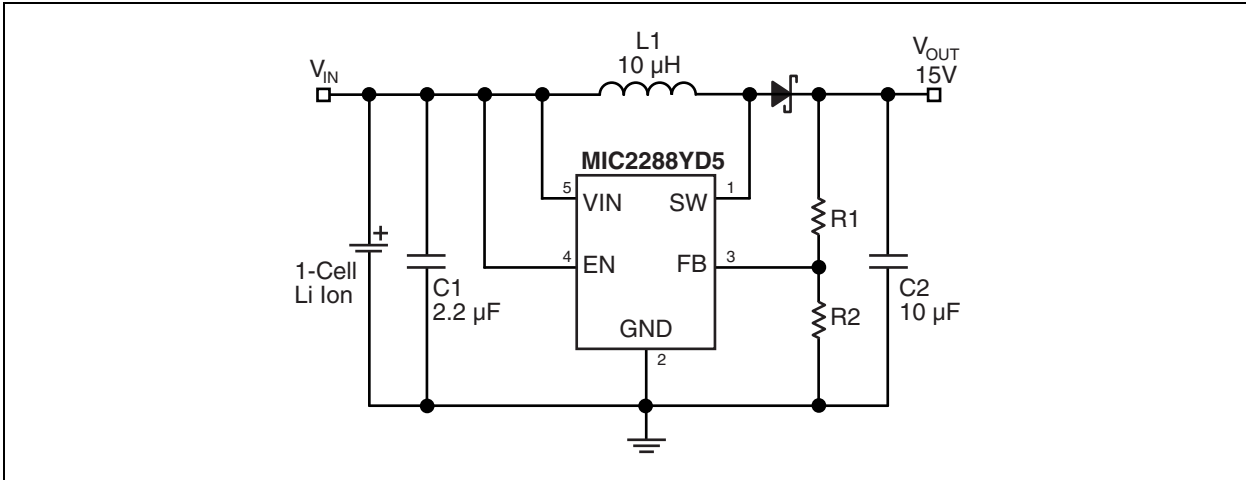 L1
10 µH
V_IN
V_OUT
15V
MIC2288YD5
5
VIN
SW
1
4
EN
FB
3
GND
2
R1
R2
+
1-Cell
Li Ion
C1
2.2 µF
C2
10 µF